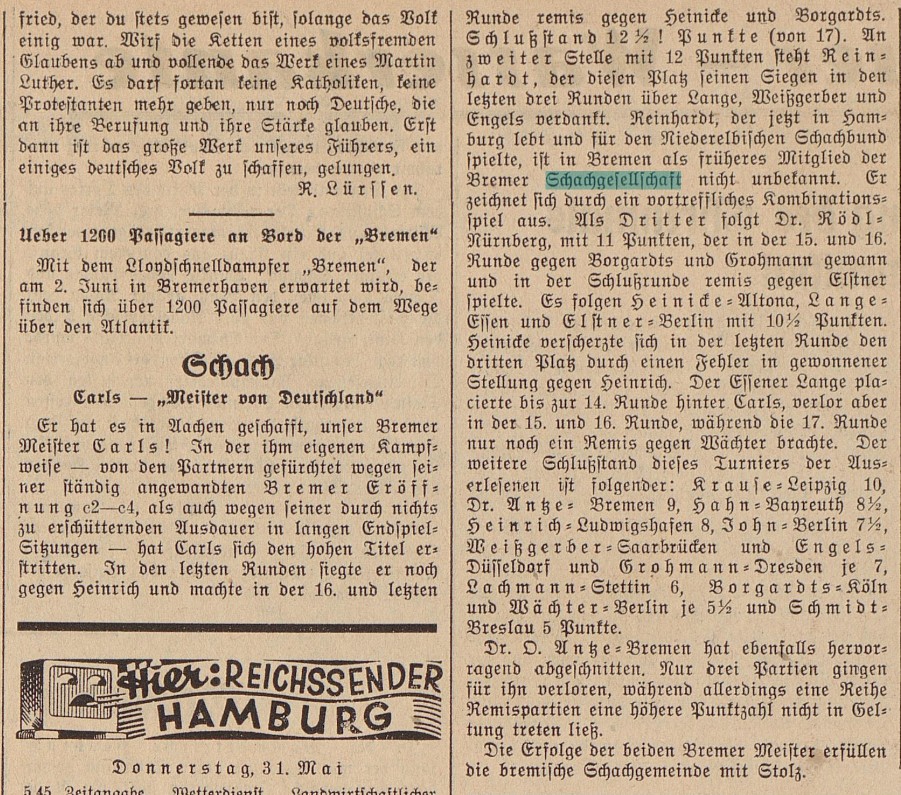 fried, der du stets gewesen bist, solange das Volk
einig war. Wirf die Ketten eines volksfremden
Glaubens ab und vollende das Werk eines Martin
Luther. Es darf fortan keine Katholiken, keine
Protestanten mehr geben, nur noch Deutsche, die
an ihre Berufung und ihre Stärke glauben. Erst
dann ist das große Werk unseres Führers, ein
einiges deutsches Volk zu schaffen, gelungen.
R. Lürssen.
Ueber 1200 Passagiere an Bord der „Bremen“
Mit dem Lloydschnelldampfer „Bremen“, der
am 2. Juni in Bremerhaven erwartet wird, be-
finden sich über 1200 Passagiere auf dem Wege
über den Atlantik.
Schach
Carls — „Meister von Deutschland“
Er hat es in Aachen geschafft, unser Bremer
Meister Carls! In der ihm eigenen Kampf-
weise — von den Partnern gefürchtet wegen sei-
ner ständig angewandten Bremer Eröff-
nung c2—c4, als auch wegen seiner durch nichts
zu erschütternden Ausdauer in langen Endspiel-
Sitzungen — hat Carls sich den hohen Titel er-
stritten. In den letzten Runden siegte er noch
gegen Heinrich und machte in der 16. und letzten
Hier: REICHSSENDER
HAMBURG
Donnerstag, 31. Mai
5.45 Zeitangabe Wetterdienst Landwirtschaftlicher
Runde remis gegen Heinicke und Borgardts.
Schlußstand 12½! Punkte (von 17). An
zweiter Stelle mit 12 Punkten steht Rein-
hardt, der diesen Platz seinen Siegen in den
letzten drei Runden über Lange, Weißgerber und
Engels verdankt. Reinhardt, der jetzt in Ham-
burg lebt und für den Niederelbischen Schachbund
spielte, ist in Bremen als früheres Mitglied der
Bremer Schachgesellschaft nicht unbekannt. Er
zeichnet sich durch ein vortreffliches Kombinations-
spiel aus. Als Dritter folgt Dr. Rödl-
Nürnberg, mit 11 Punkten, der in der 15. und 16.
Runde gegen Borgardts und Grohmann gewann
und in der Schlußrunde remis gegen Elstner
spielte. Es folgen Heinicke-Altona, Lange-
Essen und Elstner-Berlin mit 10½ Punkten.
Heinicke verscherzte sich in der letzten Runde den
dritten Platz durch einen Fehler in gewonnener
Stellung gegen Heinrich. Der Essener Lange pla-
cierte bis zur 14. Runde hinter Carls, verlor aber
in der 15. und 16. Runde, während die 17. Runde
nur noch ein Remis gegen Wächter brachte. Der
weitere Schlußstand dieses Turniers der Aus-
erlesenen ist folgender: Krause-Leipzig 10,
Dr. Antze-Bremen 9, Hahn-Bayreuth 8½,
Heinrich-Ludwigshafen 8, John-Berlin 7½,
Weißgerber-Saarbrücken und Engels-
Düsseldorf und Grohmann-Dresden je 7,
Lachmann-Stettin 6, Borgardts-Köln
und Wächter-Berlin je 5½ und Schmidt-
Breslau 5 Punkte.
Dr. O. Antze-Bremen hat ebenfalls hervor-
ragend abgeschnitten. Nur drei Partien gingen
für ihn verloren, während allerdings eine Reihe
Remispartien eine höhere Punktzahl nicht in Gel-
tung treten ließ.
Die Erfolge der beiden Bremer Meister erfüllen
die bremische Schachgemeinde mit Stolz.